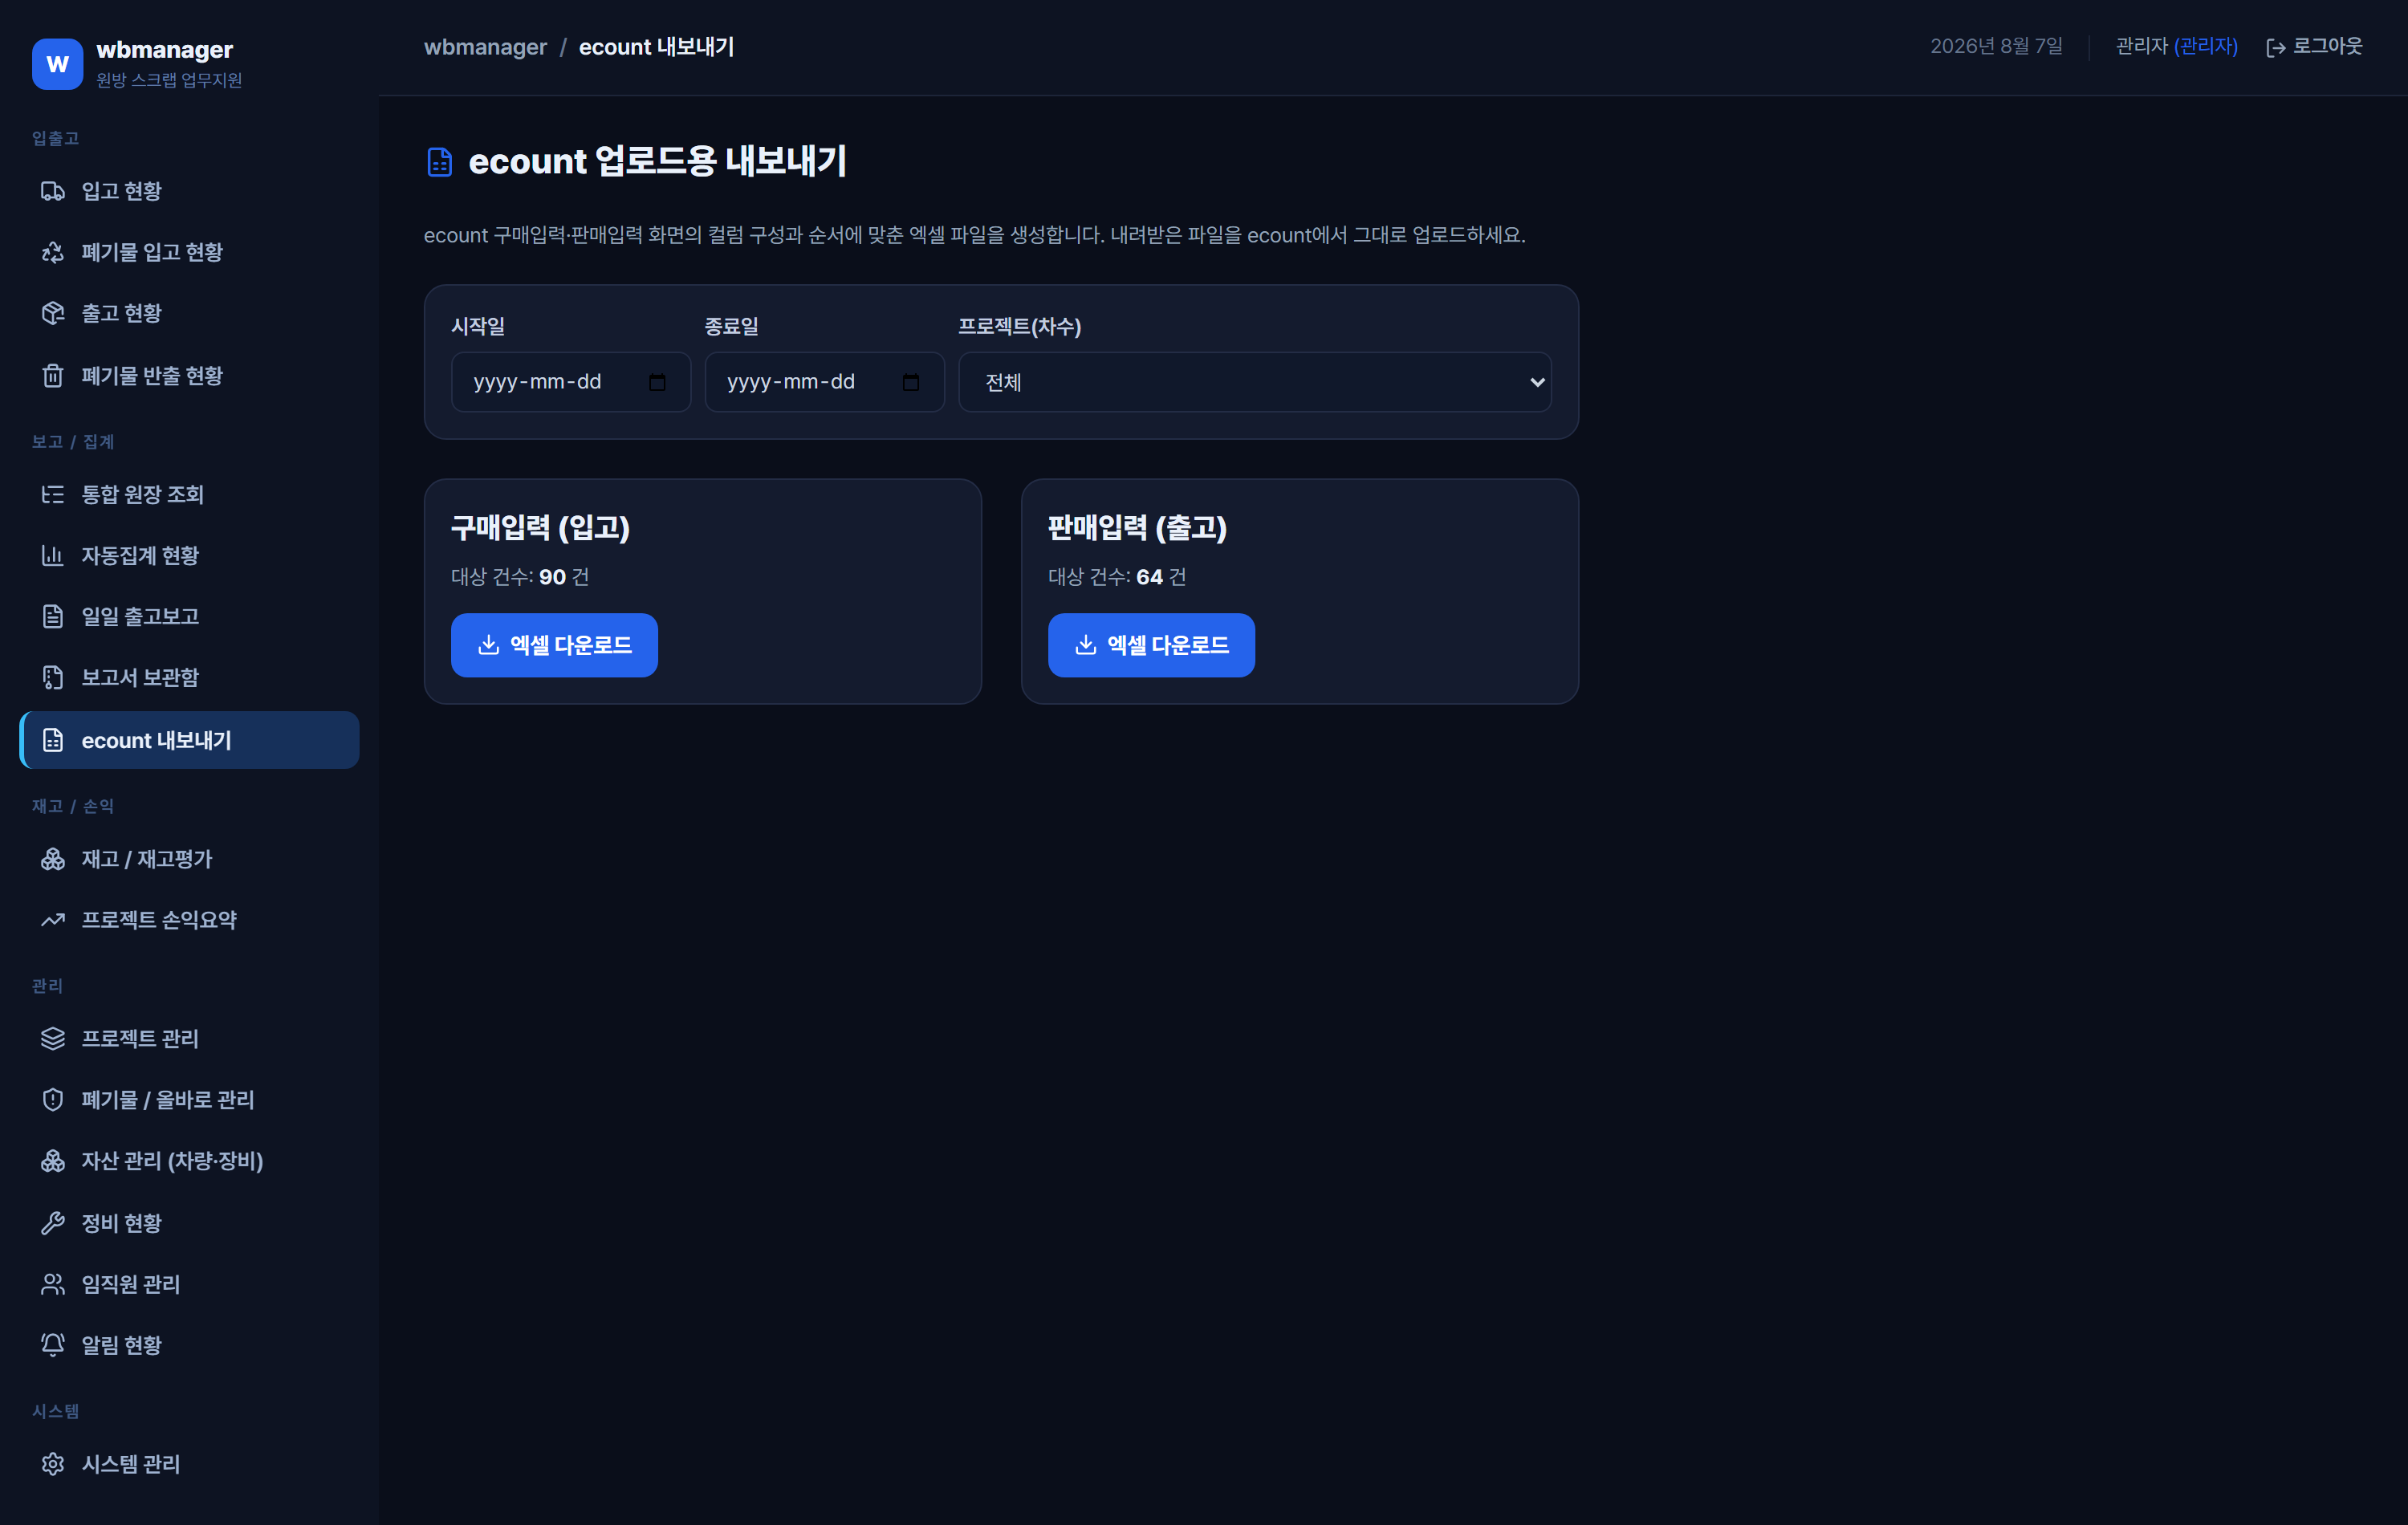 W
wbmanager
원방 스크랩 업무지원
입출고
입고 현황
폐기물 입고 현황
출고 현황
폐기물 반출 현황
보고 / 집계
통합 원장 조회
자동집계 현황
일일 출고보고
보고서 보관함
ecount 내보내기
재고 / 손익
재고 / 재고평가
프로젝트 손익요약
관리
프로젝트 관리
폐기물 / 올바로 관리
자산 관리 (차량·장비)
정비 현황
임직원 관리
알림 현황
시스템
시스템 관리
wbmanager / ecount 내보내기
2026년 8월 7일
관리자 (관리자)
로그아웃
ecount 업로드용 내보내기
ecount 구매입력·판매입력 화면의 컬럼 구성과 순서에 맞춘 엑셀 파일을 생성합니다. 내려받은 파일을 ecount에서 그대로 업로드하세요.
시작일 종료일 프로젝트(차수)
yyyy-mm-dd yyyy-mm-dd 전체
구매입력 (입고)
대상 건수: 90 건
엑셀 다운로드
판매입력 (출고)
대상 건수: 64 건
엑셀 다운로드